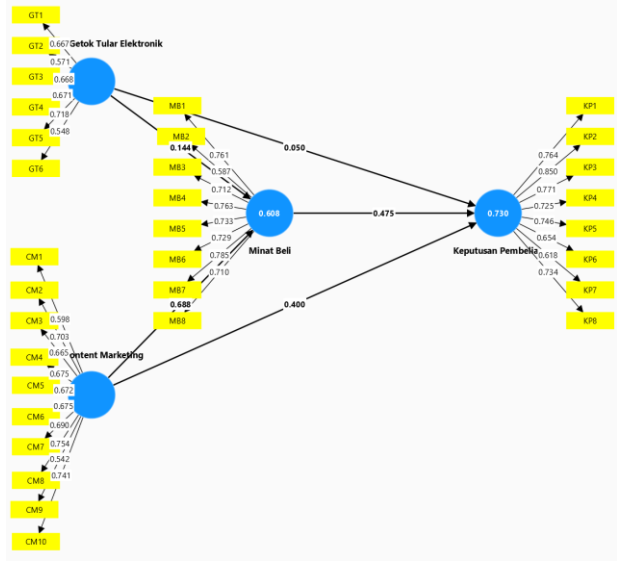 GT1
GT2
GT3
GT4
GT5
GT6
0.667
0.571
0.668
0.671
0.718
0.548
Getok Tular Elektronik
MB1
MB2
MB3
MB4
MB5
MB6
MB7
MB8
0.761
0.587
0.712
0.763
0.733
0.729
0.785
0.710
0.144
0.050
0.608
Minat Beli
0.475
0.688
0.400
0.730
Keputusan Pembelia
KP1
KP2
KP3
KP4
KP5
KP6
KP7
KP8
0.764
0.850
0.771
0.725
0.746
0.654
0.618
0.734
CM1
CM2
CM3
CM4
CM5
CM6
CM7
CM8
CM9
CM10
0.598
0.703
0.665
0.675
0.672
0.675
0.690
0.754
0.542
0.741
ontent Marketing